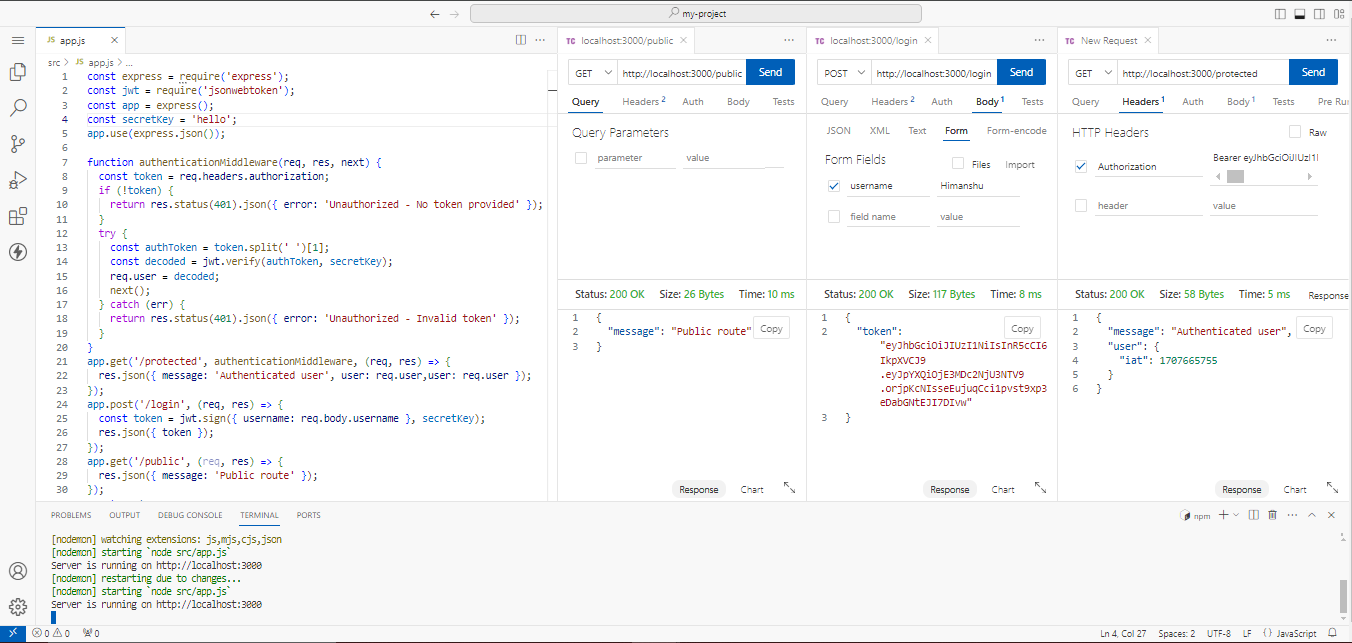 my-project
JS app.js
src > JS app.js > ...
1 const express = require('express');
2 const jwt = require('jsonwebtoken');
3 const app = express();
4 const secretKey = 'hello';
5 app.use(express.json());
6
7 function authenticationMiddleware(req, res, next) {
8 const token = req.headers.authorization;
9 if (!token) {
10 return res.status(401).json({ error: 'Unauthorized - No token provided' });
11 }
12 try {
13 const authToken = token.split(' ')[1];
14 const decoded = jwt.verify(authToken, secretKey);
15 req.user = decoded;
16 next();
17 } catch (err) {
18 return res.status(401).json({ error: 'Unauthorized - Invalid token' });
19 }
20 }
21 app.get('/protected', authenticationMiddleware, (req, res) => {
22 res.json({ message: 'Authenticated user', user: req.user,user: req.user });
23 });
24 app.post('/login', (req, res) => {
25 const token = jwt.sign({ username: req.body.username }, secretKey);
26 res.json({ token });
27 });
28 app.get('/public', (req, res) => {
29 res.json({ message: 'Public route' });
30 });
TC localhost:3000/public
GET http://localhost:3000/public Send
Query Headers 2 Auth Body Tests
Query Parameters
parameter value
Status: 200 OK Size: 26 Bytes Time: 10 ms
1 {
2 "message": "Public route"
3 }
Copy
Response Chart
TC localhost:3000/login
POST http://localhost:3000/login Send
Query Headers 2 Auth Body 1 Tests
JSON XML Text Form Form-encode
Form Fields Files Import
username Himanshu
field name value
Status: 200 OK Size: 117 Bytes Time: 8 ms
1 {
2 "token":
"eyJhbGciOiJIUzI1NiIsInR5cCI6
IkpXVCJ9
.eyJpYXQiOjE3MDc2NjU3NTV9
.orjpKcNIsseEujuqCci1pvst9xp3
eDabGNtEJI7DIvw"
3 }
Copy
Response Chart
TC New Request
GET http://localhost:3000/protected Send
Query Headers 1 Auth Body 1 Tests Pre Ru
HTTP Headers Raw
Authorization Bearer eyJhbGciOiJIUzI1
header value
Status: 200 OK Size: 58 Bytes Time: 5 ms Response
1 {
2 "message": "Authenticated user",
3 "user": {
4 "iat": 1707665755
5 }
6 }
Copy
Response Chart
PROBLEMS OUTPUT DEBUG CONSOLE TERMINAL PORTS
npm
[nodemon] watching extensions: js,mjs,cjs,json
[nodemon] starting `node src/app.js`
Server is running on http://localhost:3000
[nodemon] restarting due to changes...
[nodemon] starting `node src/app.js`
Server is running on http://localhost:3000
0 0 0
Ln 4, Col 27 Spaces: 2 UTF-8 LF {} JavaScript